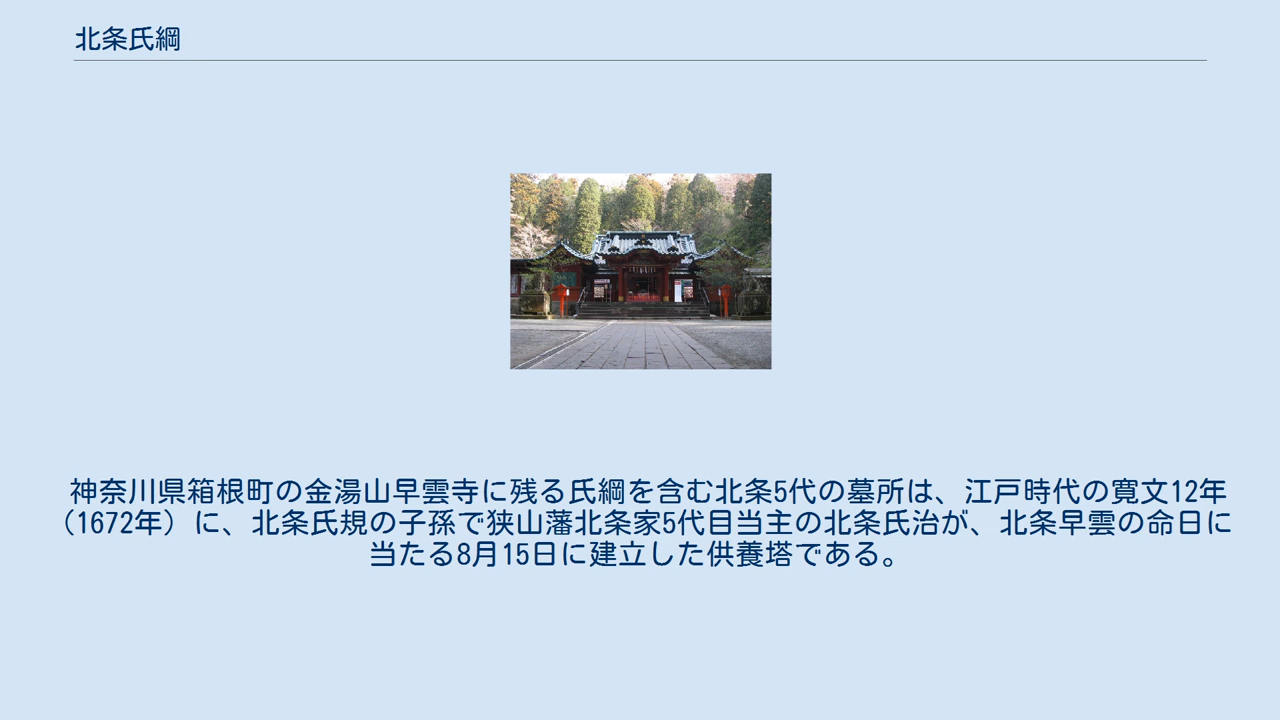 北条氏綱
神奈川県箱根町の金湯山早雲寺に残る氏綱を含む北条5代の墓所は、江戸時代の寛文12年
（1672年）に、北条氏規の子孫で狭山藩北条家5代目当主の北条氏治が、北条早雲の命日に
当たる8月15日に建立した供養塔である。